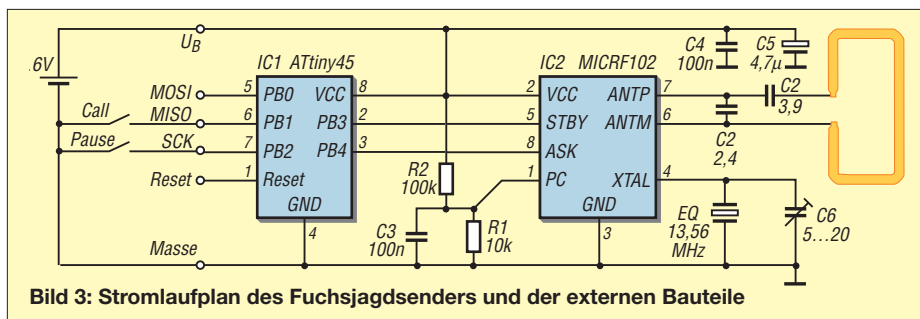 U_B
.6V
IC1 ATtiny45
MOSI
5
PB0
VCC
8
Call
MISO
6
PB1
PB3
2
Pause
SCK
7
PB2
PB4
3
Reset
1
Reset
GND
4
Masse
R2
100k
C3
100n
R1
10k
IC2 MICRF102
2
VCC
ANTP
7
5
STBY
ANTM
6
8
ASK
1
PC
XTAL
4
GND
3
C4
100n
C5
4,7µ
C2
3,9
C2
2,4
EQ
13,56
MHz
C6
5...20
Bild 3: Stromlaufplan des Fuchsjagdsenders und der externen Bauteile